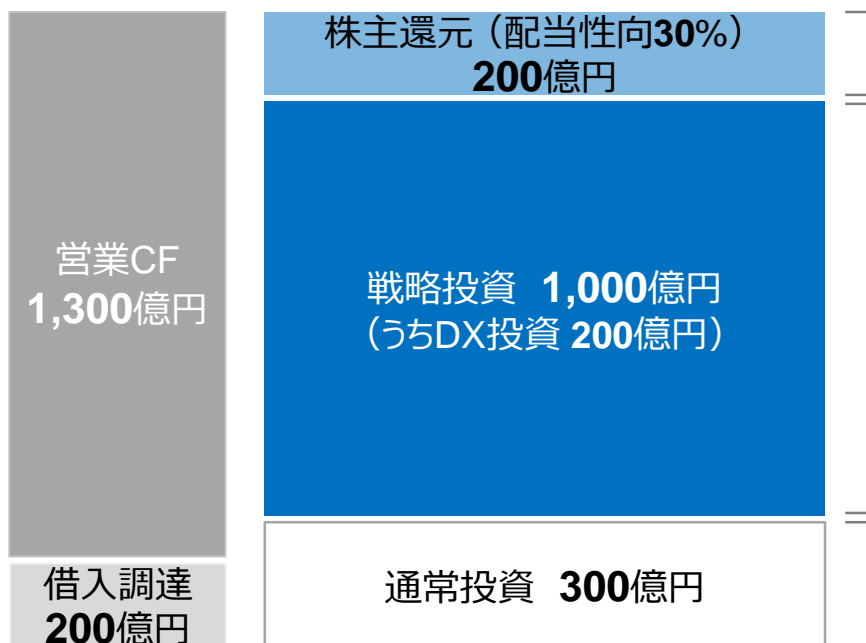 営業CF
1,300億円
借入調達
200億円
株主還元（配当性向30%）
200億円
戦略投資 1,000億円
（うちDX投資 200億円）
通常投資 300億円